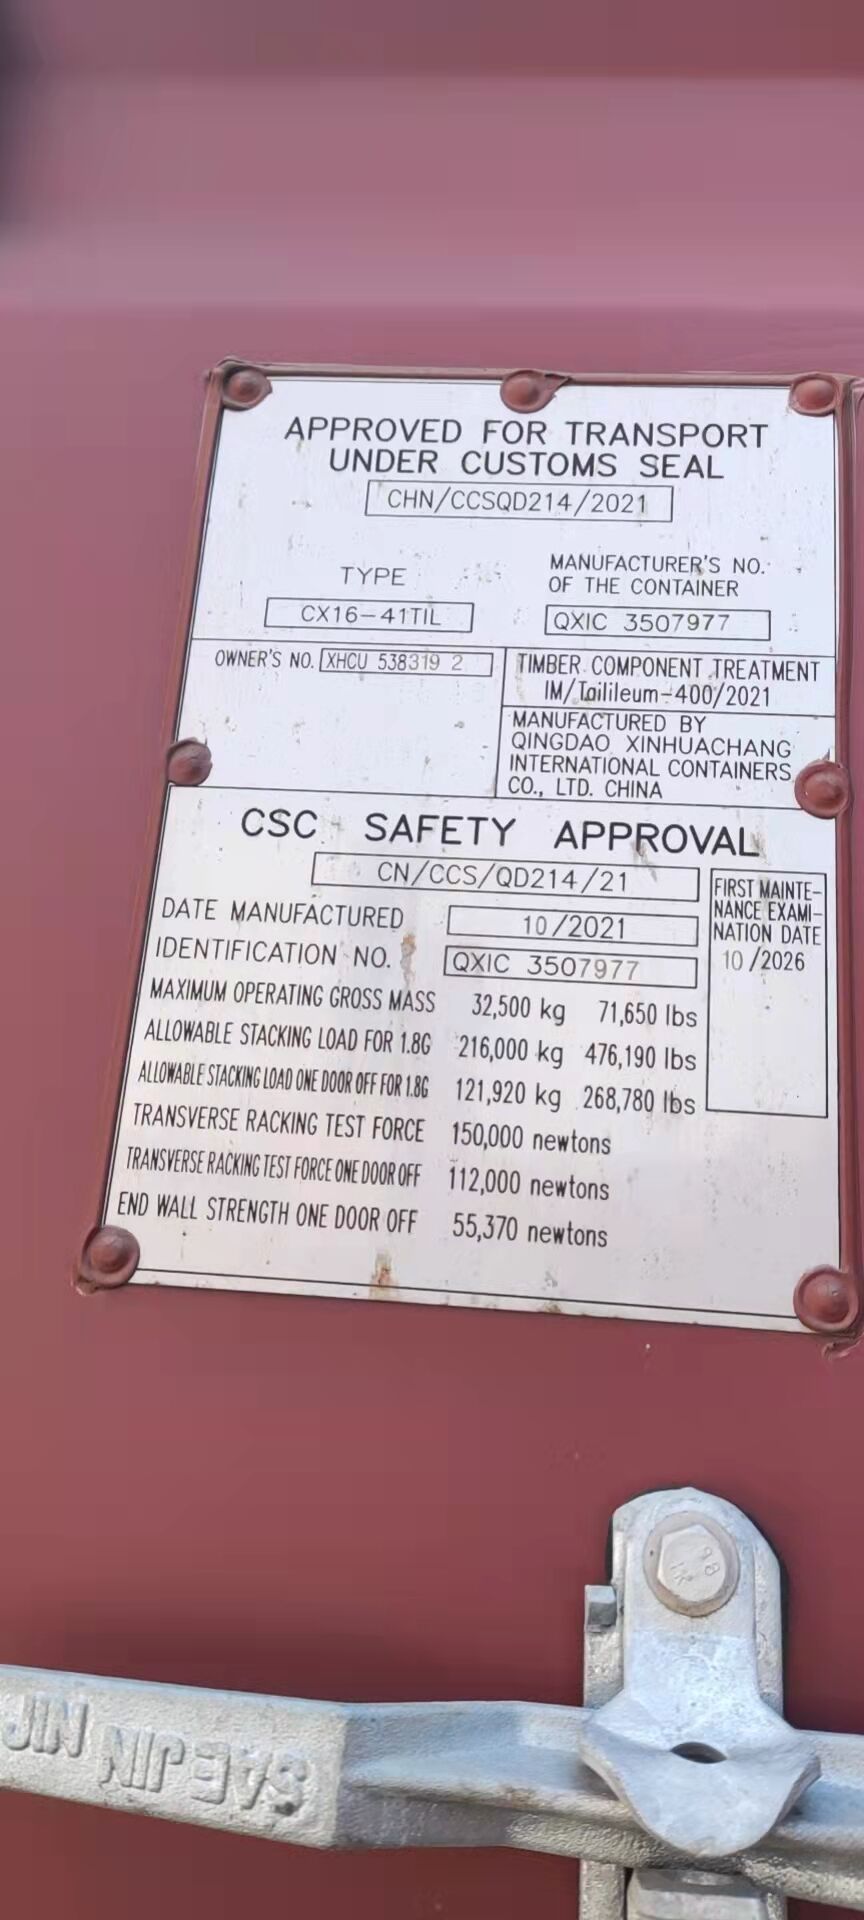 APPROVED FOR TRANSPORT
UNDER CUSTOMS SEAL
CHN/CCSQD214/2021
TYPE
CX16-41TIL
MANUFACTURER'S NO.
OF THE CONTAINER
QXIC 3507977
OWNER'S NO. XHCU 538319 2
TIMBER COMPONENT TREATMENT
IM/Tailileum-400/2021
MANUFACTURED BY
QINGDAO XINHUACHANG
INTERNATIONAL CONTAINERS
CO., LTD. CHINA
CSC SAFETY APPROVAL
CN/CCS/QD214/21
DATE MANUFACTURED 10/2021
IDENTIFICATION NO. QXIC 3507977
FIRST MAINTE-
NANCE EXAMI-
NATION DATE
10/2026
MAXIMUM OPERATING GROSS MASS 32,500 kg 71,650 lbs
ALLOWABLE STACKING LOAD FOR 1.8G 216,000 kg 476,190 lbs
ALLOWABLE STACKING LOAD ONE DOOR OFF FOR 1.8G 121,920 kg 268,780 lbs
TRANSVERSE RACKING TEST FORCE 150,000 newtons
TRANSVERSE RACKING TEST FORCE ONE DOOR OFF 112,000 newtons
END WALL STRENGTH ONE DOOR OFF 55,370 newtons
SAEJIN
JIN